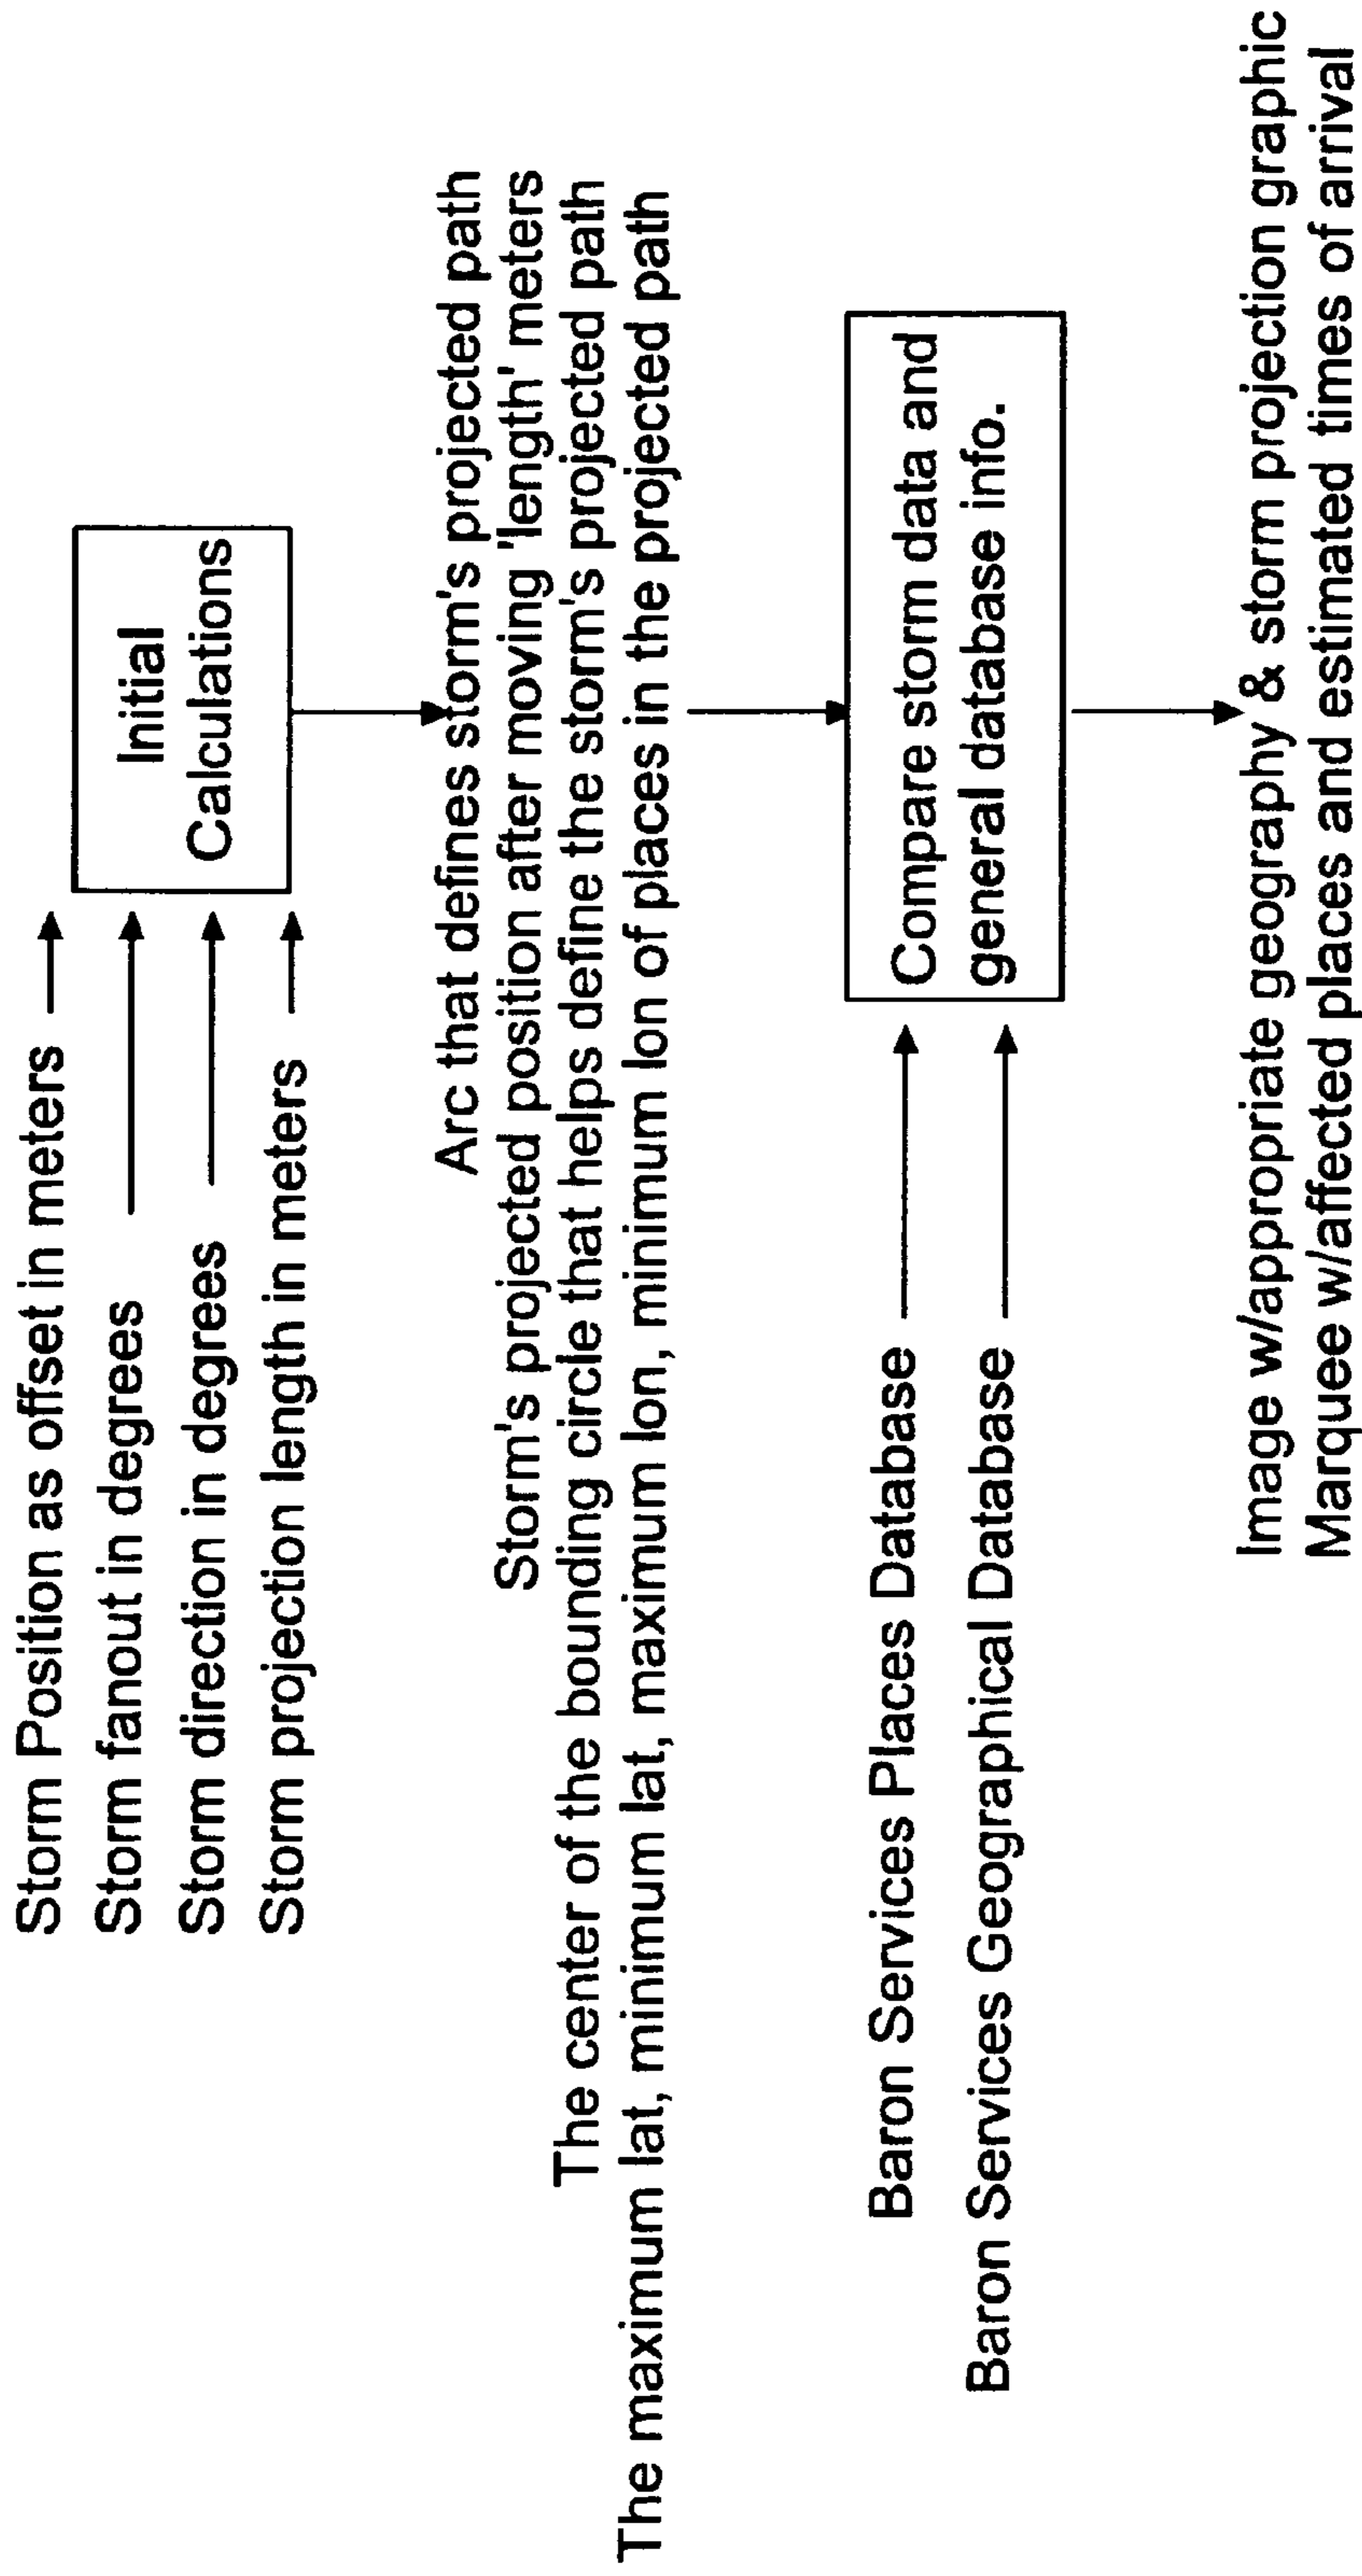 Storm Position as offset in meters
Storm fanout in degrees
Storm direction in degrees
Storm projection length in meters
Initial
Calculations
Arc that defines storm's projected path
Storm's projected position after moving 'length' meters
The center of the bounding circle that helps define the storm's projected path
The maximum lat, minimum lat, maximum lon, minimum lon of places in the projected path
Baron Services Places Database
Baron Services Geographical Database
Compare storm data and
general database info.
Image w/appropriate geography & storm projection graphic
Marquee w/affected places and estimated times of arrival